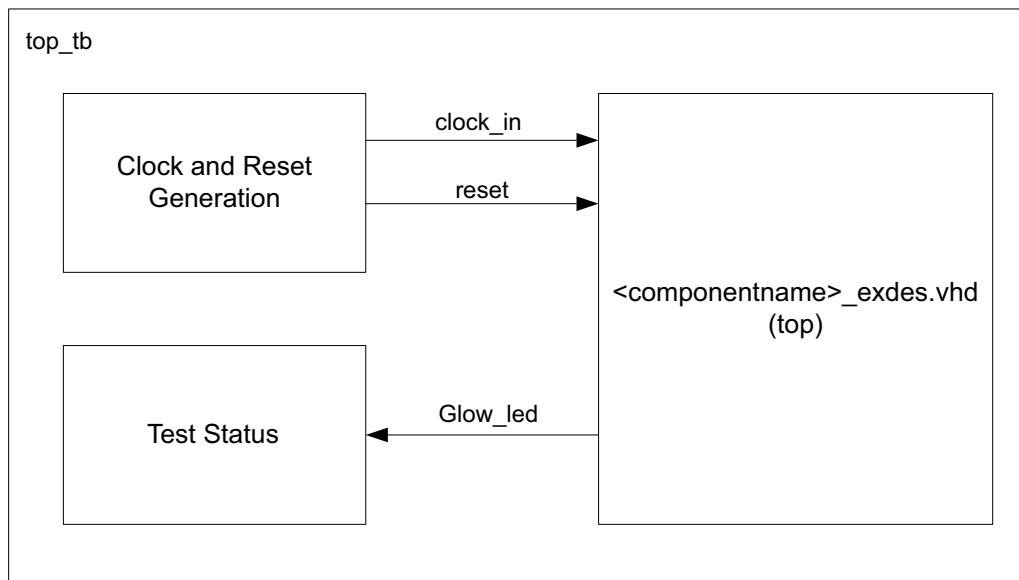 top_tb
Clock and Reset
Generation
clock_in
reset
<componentname>_exdes.vhd
(top)
Test Status
Glow_led